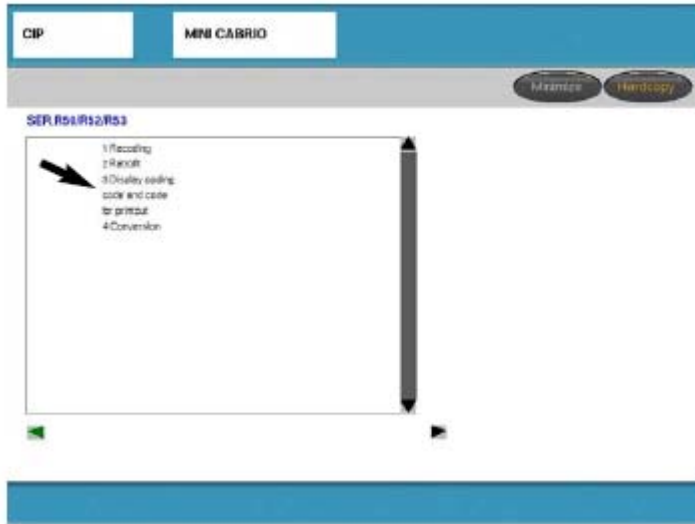 CIP MINI CABRIO
Minimize Hardcopy
SER.R50/R52/R53
1 Recoding
2 Retrofit
3 Display coding
code and code
for printout
4 Conversion